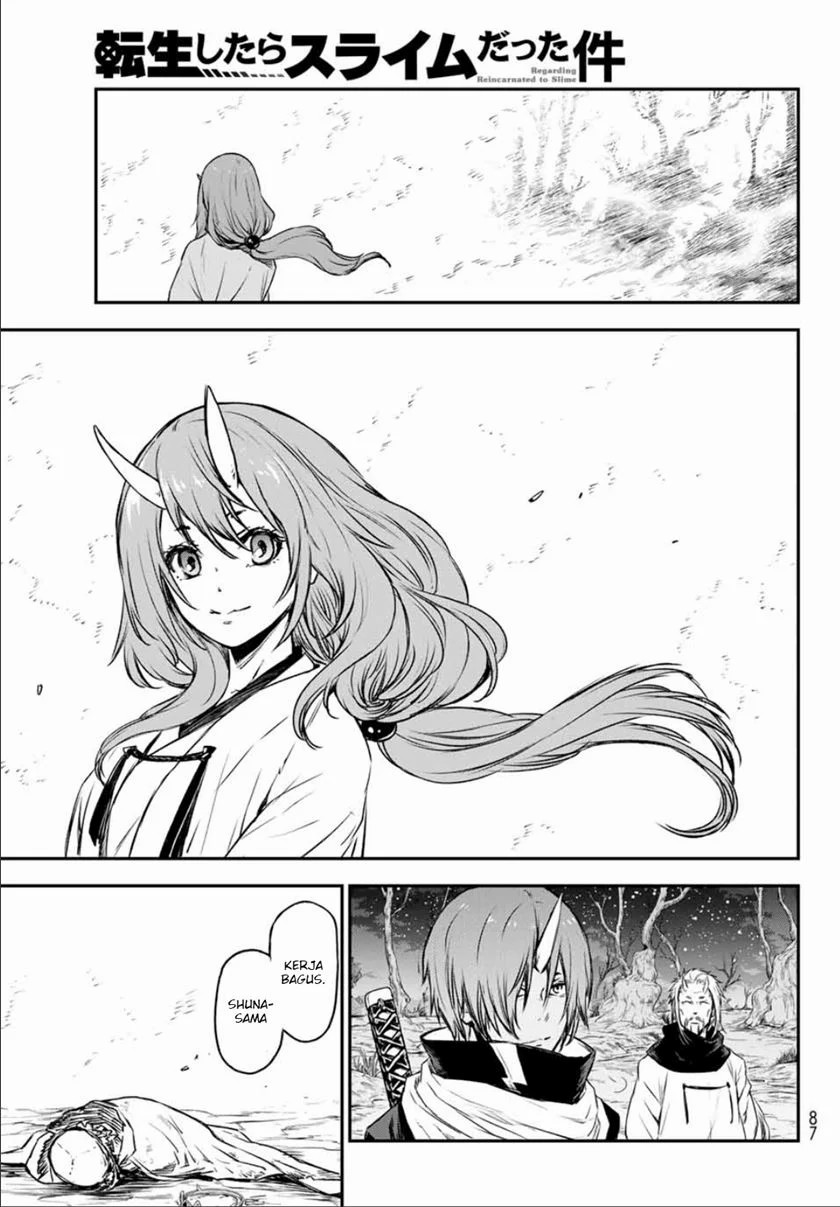 転生したらスライムだった件
Regarding
Reincarnated to Slime
KERJA
BAGUS.
SHUNA-
SAMA
87